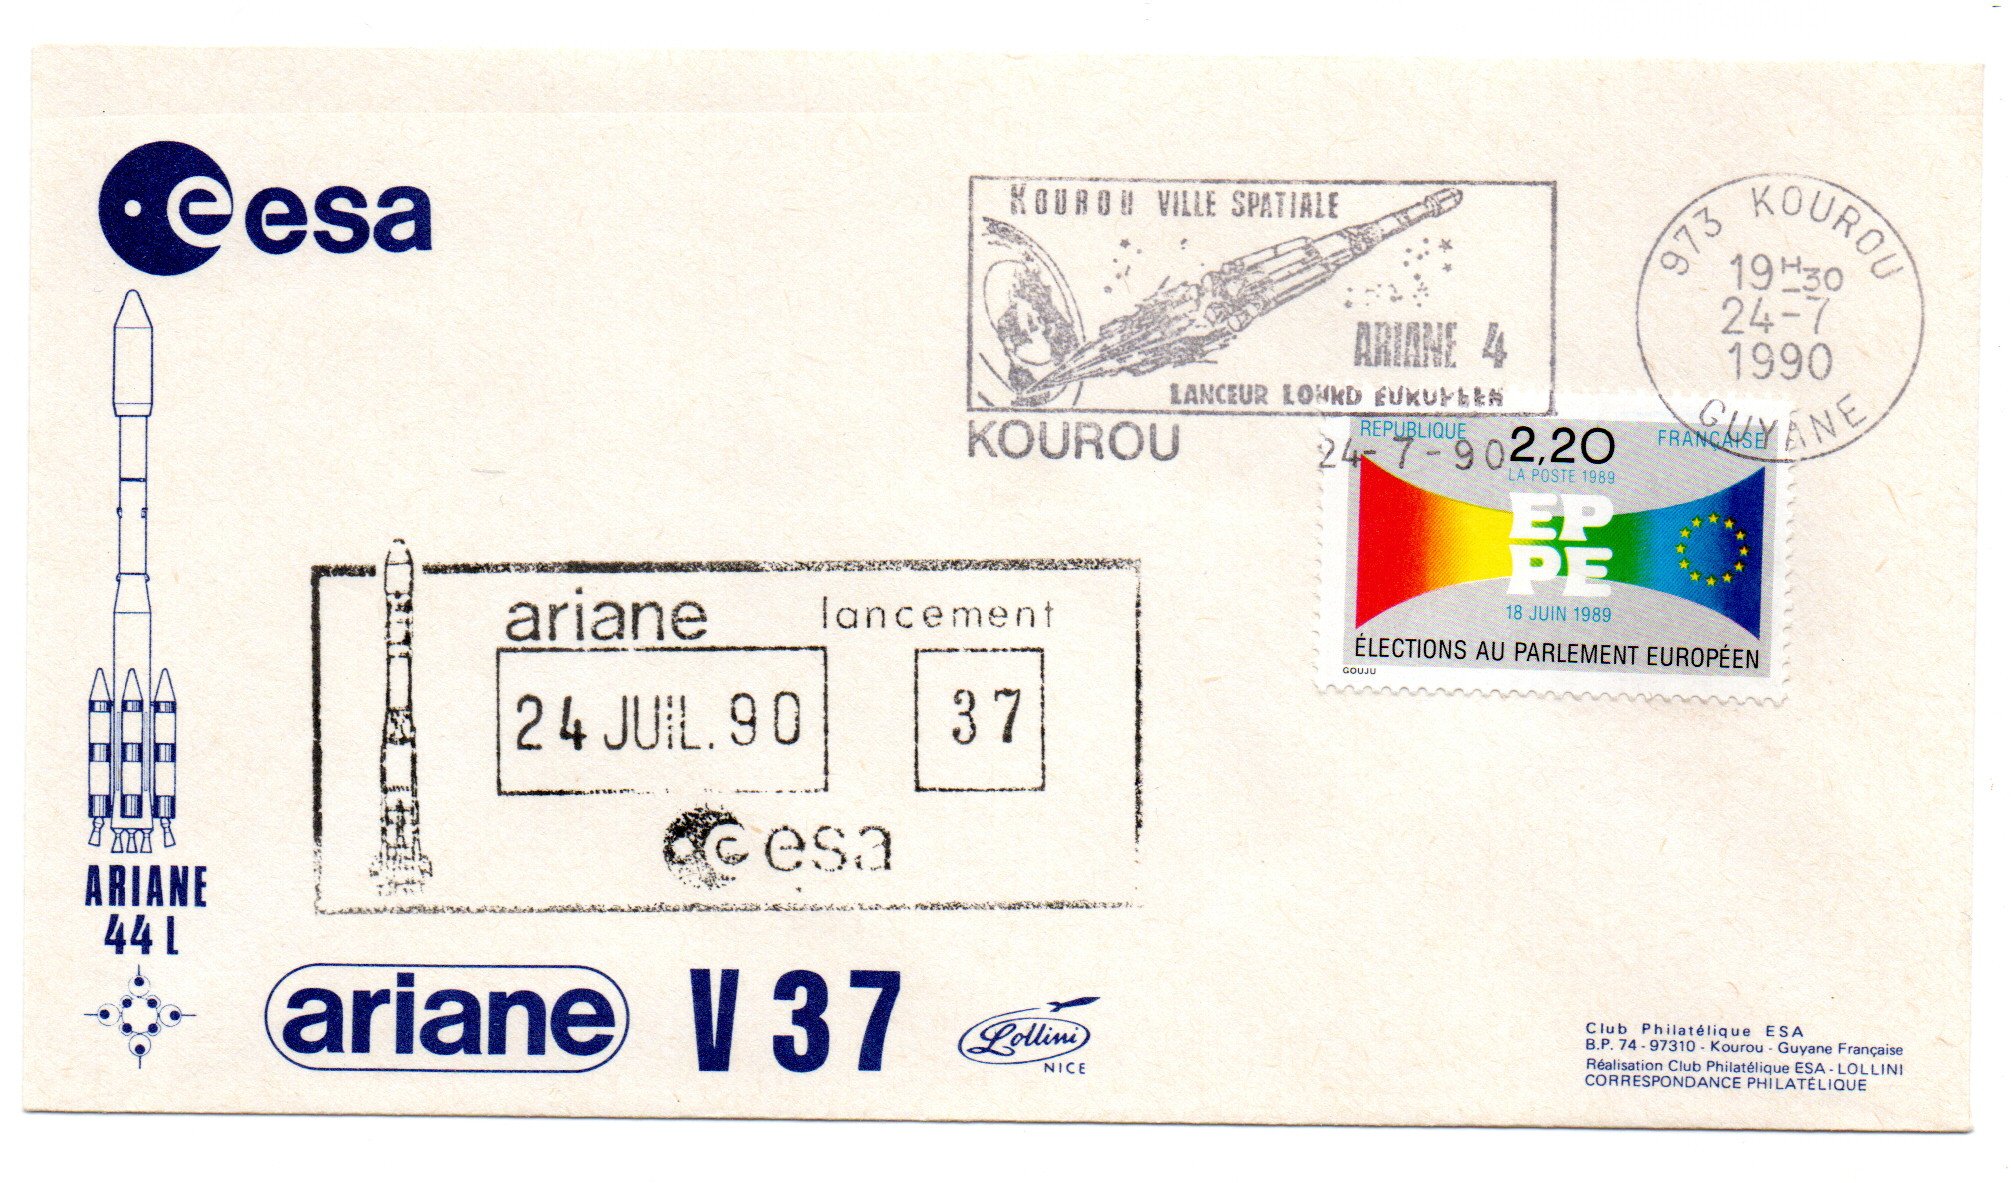 esa
KOUROU VILLE SPATIALE
ARIANE 4
LANCEUR LOURD EUROPEEN
KOUROU
24-7-90
973 KOUROU
19H30
24-7
1990
GUYANE
REPUBLIQUE FRANÇAISE
2,20
LA POSTE 1989
EP
PE
18 JUIN 1989
ÉLECTIONS AU PARLEMENT EUROPÉEN
GOUJU
ariane lancement
24 JUIL. 90 37
esa
ARIANE
44 L
ariane V 37
Lollini
NICE
Club Philatélique ESA
B.P. 74 - 97310 - Kourou - Guyane Française
Réalisation Club Philatélique ESA - LOLLINI
CORRESPONDANCE PHILATÉLIQUE